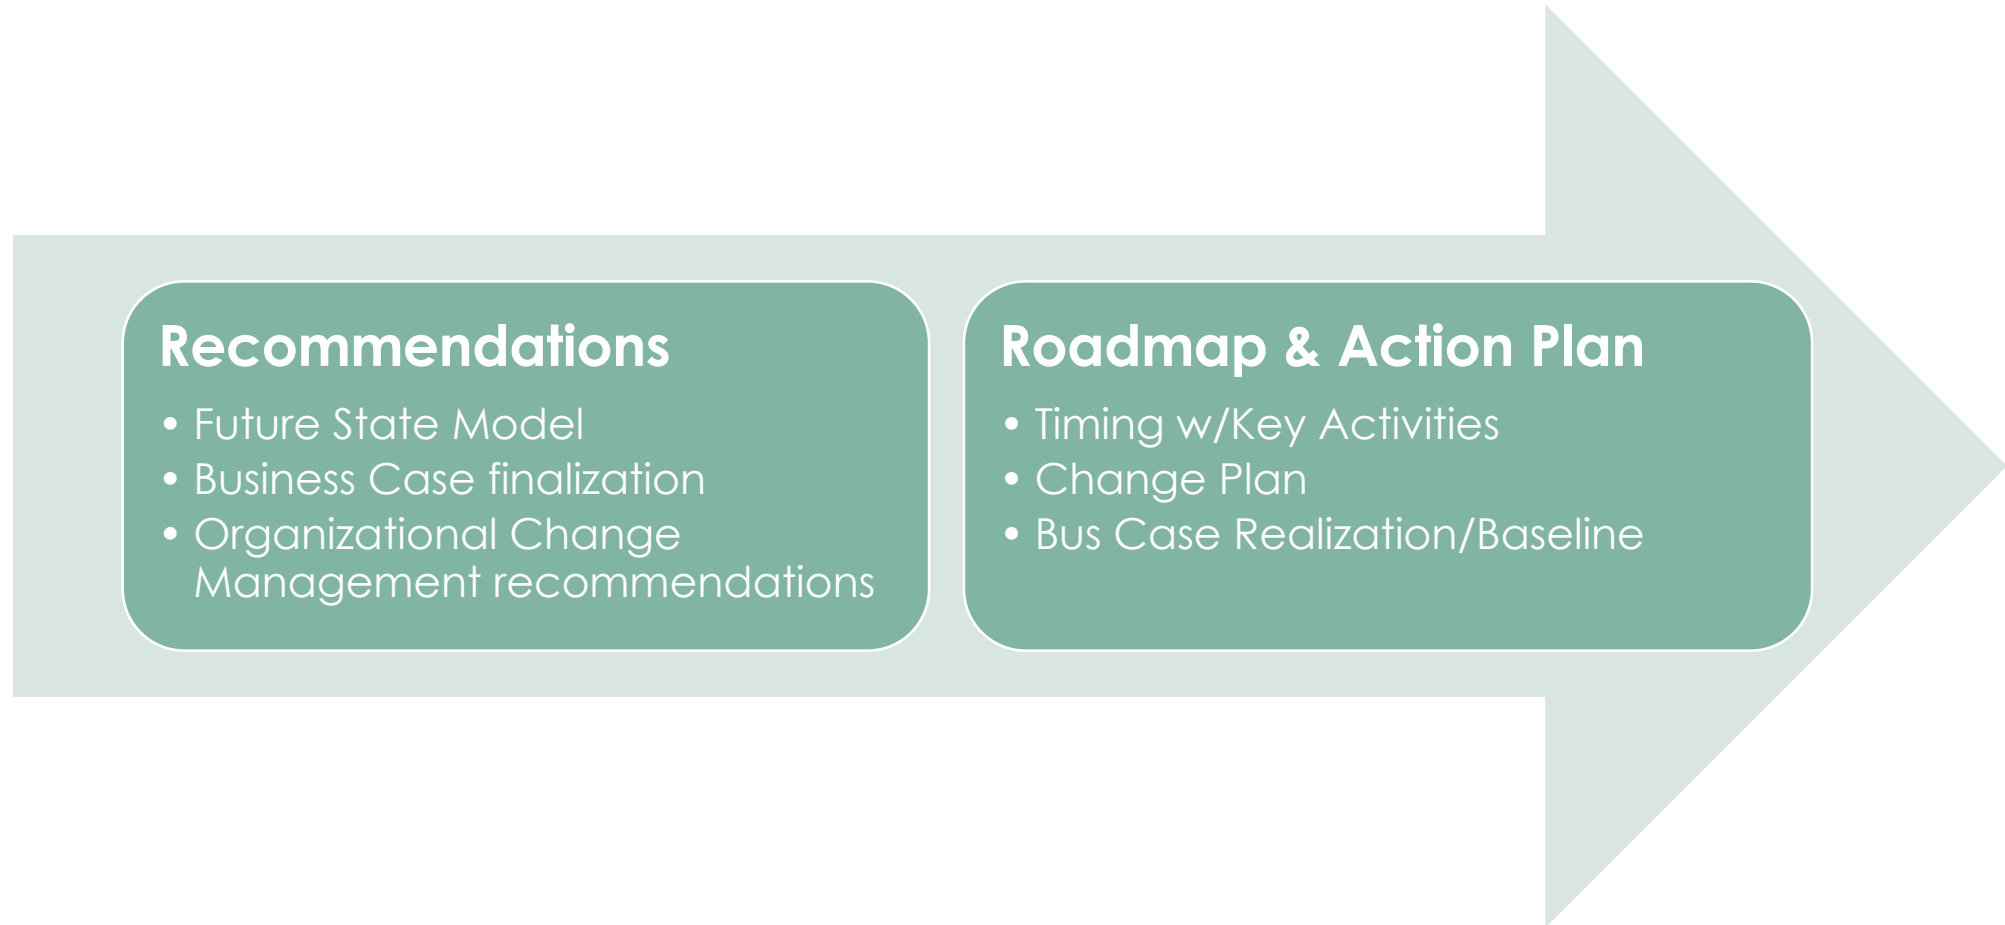 Recommendations
• Future State Model
• Business Case finalization
• Organizational Change
Management recommendations
Roadmap & Action Plan
• Timing w/Key Activities
• Change Plan
• Bus Case Realization/Baseline